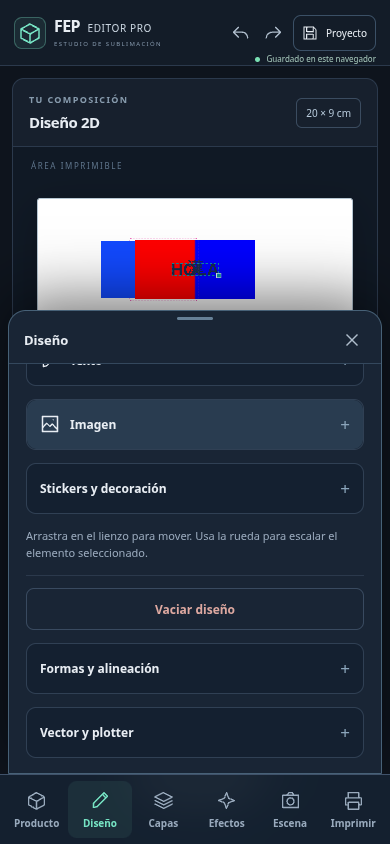 FEP EDITOR PRO
ESTUDIO DE SUBLIMACIÓN
Proyecto
Guardado en este navegador
TU COMPOSICIÓN
Diseño 2D
20 × 9 cm
ÁREA IMPRIMIBLE
Diseño
Imagen
+
Stickers y decoración
+
Arrastra en el lienzo para mover. Usa la rueda para escalar el
elemento seleccionado.
Vaciar diseño
Formas y alineación
+
Vector y plotter
+
Producto
Diseño
Capas
Efectos
Escena
Imprimir